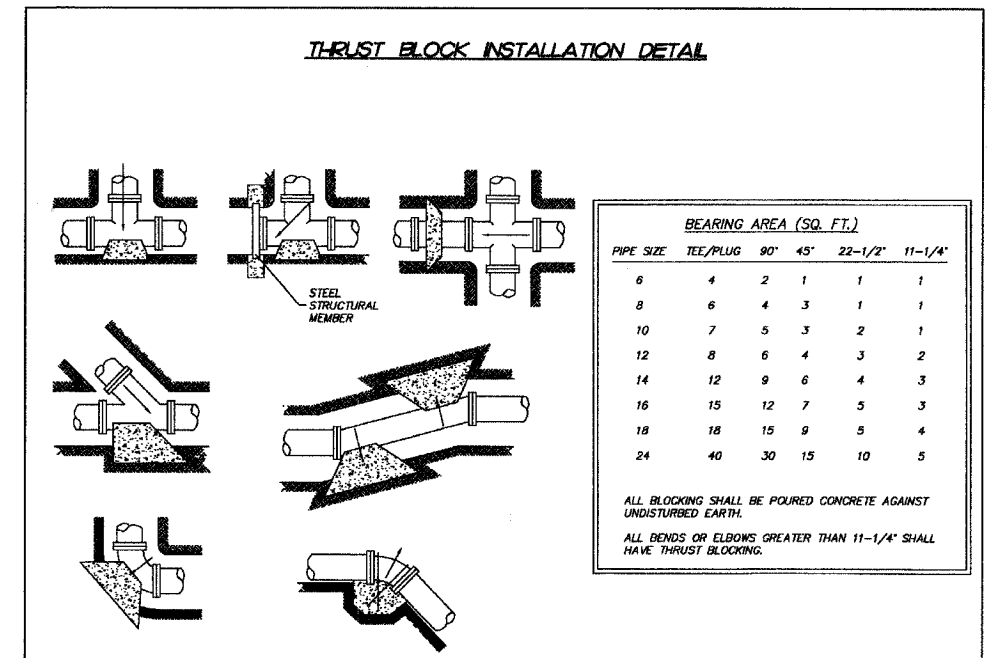 THRUST BLOCK INSTALLATION DETAIL
STEEL
STRUCTURAL
MEMBER
BEARING AREA (SQ. FT.)
PIPE SIZE TEE/PLUG 90° 45° 22-1/2° 11-1/4°
6 4 2 1 1 1
8 6 4 3 1 1
10 7 5 3 2 1
12 8 6 4 3 2
14 12 9 6 4 3
16 15 12 7 5 3
18 18 15 9 5 4
24 40 30 15 10 5
ALL BLOCKING SHALL BE POURED CONCRETE AGAINST
UNDISTURBED EARTH.
ALL BENDS OR ELBOWS GREATER THAN 11-1/4° SHALL
HAVE THRUST BLOCKING.